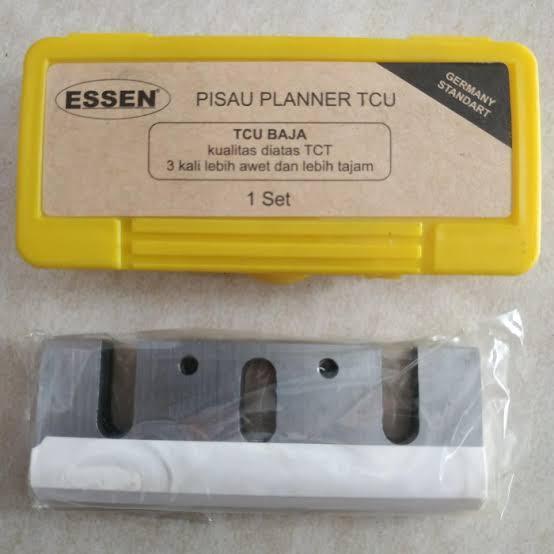 ESSEN®
PISAU PLANNER TCU
GERMANY
STANDART
TCU BAJA
kualitas diatas TCT
3 kali lebih awet dan lebih tajam
1 Set